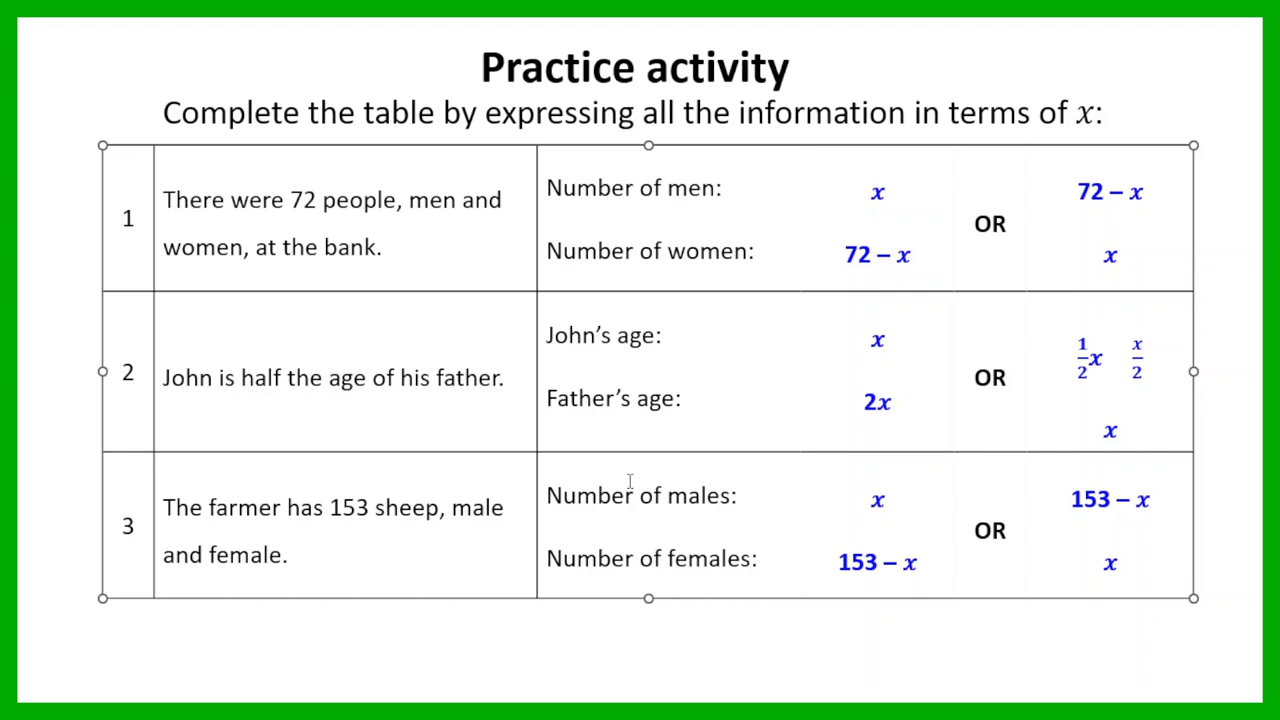 Practice activity
Complete the table by expressing all the information in terms of x:
1
There were 72 people, men and
women, at the bank.
Number of men: x OR 72 – x
Number of women: 72 – x x
2
John is half the age of his father.
John’s age: x OR 1/2 x x/2
Father’s age: 2x x
3
The farmer has 153 sheep, male
and female.
Number of males: x OR 153 – x
Number of females: 153 – x x